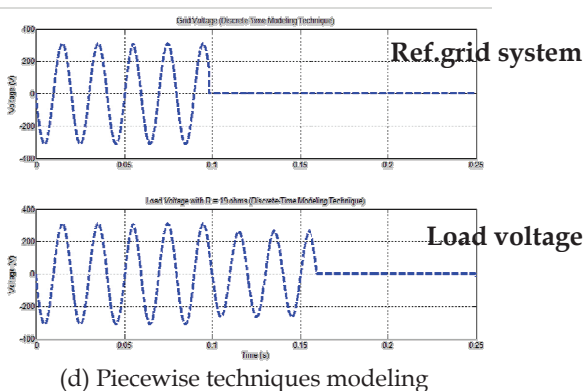 Grid Voltage (Discrete-Time Modeling Technique)
Ref.grid system
400
200
0
-200
-400
Voltage (V)
0 0.05 0.1 0.15 0.2 0.25
Load Voltage with R = 19 ohms (Discrete-Time Modeling Technique)
Load voltage
400
200
0
-200
-400
Voltage (V)
0 0.05 0.1 0.15 0.2 0.25
Time (s)
(d) Piecewise techniques modeling